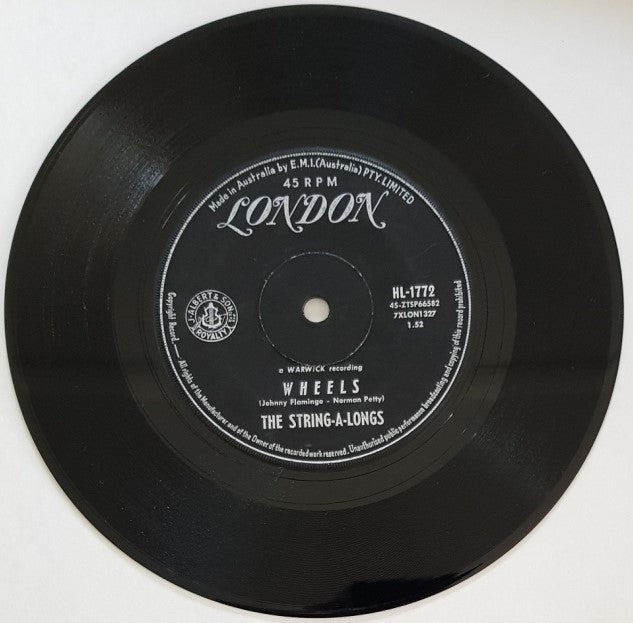 Made in Australia by E.M.I.(Australia) PTY. LIMITED
45 RPM
LONDON
J. ALBERT & SON
ROYALTY
HL-1772
45-ZTSP66582
7XLON1327
1.52
a WARWICK recording
WHEELS
(Johnny Flamingo - Norman Petty)
THE STRING-A-LONGS
Copyright Record.— All rights of the Manufacturer and of the Owner of the recorded work reserved. Unauthorised public performance broadcasting and copying of this record prohibited